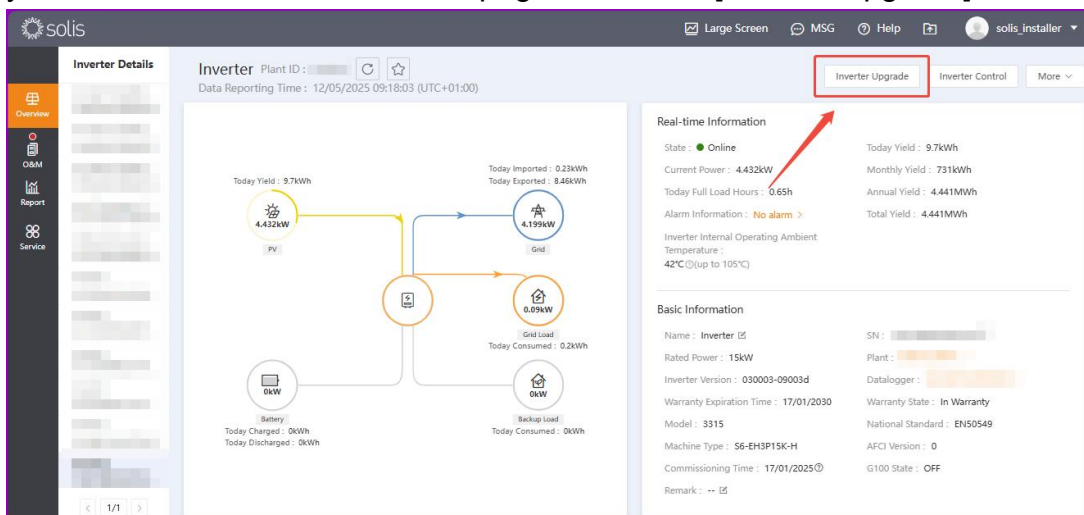 solis
Large Screen
MSG
Help
solis_installer
Inverter Details
Inverter Plant ID :
Data Reporting Time : 12/05/2025 09:18:03 (UTC+01:00)
Inverter Upgrade
Inverter Control
More
Overview
O&M
Report
Service
Today Yield : 9.7kWh
4.432kW
PV
Today Imported : 0.23kWh
Today Exported : 8.46kWh
4.199kW
Grid
0.09kW
Grid Load
Today Consumed : 0.2kWh
0kW
Battery
Today Charged : 0kWh
Today Discharged : 0kWh
0kW
Backup Load
Today Consumed : 0kWh
1/1
Real-time Information
State : Online
Today Yield : 9.7kWh
Current Power : 4.432kW
Monthly Yield : 731kWh
Today Full Load Hours : 0.65h
Annual Yield : 4.441MWh
Alarm Information : No alarm >
Total Yield : 4.441MWh
Inverter Internal Operating Ambient
Temperature :
42℃ (up to 105℃)
Basic Information
Name : Inverter
SN :
Rated Power : 15kW
Plant :
Inverter Version : 030003-09003d
Datalogger :
Warranty Expiration Time : 17/01/2030
Warranty State : In Warranty
Model : 3315
National Standard : EN50549
Machine Type : S6-EH3P15K-H
AFCI Version : 0
Commissioning Time : 17/01/2025
G100 State : OFF
Remark : --